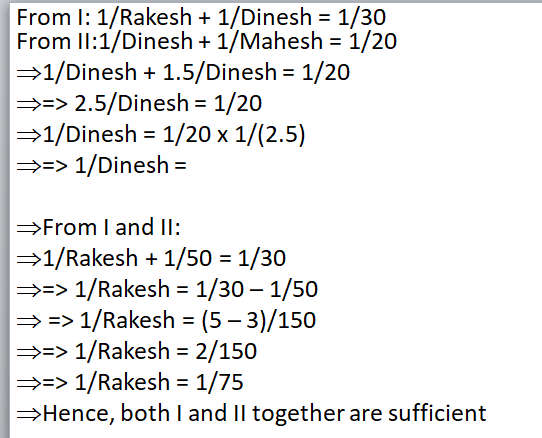 From I: 1/Rakesh + 1/Dinesh = 1/30
From II:1/Dinesh + 1/Mahesh = 1/20
⇒1/Dinesh + 1.5/Dinesh = 1/20
⇒=> 2.5/Dinesh = 1/20
⇒1/Dinesh = 1/20 x 1/(2.5)
⇒=> 1/Dinesh =
⇒From I and II:
⇒1/Rakesh + 1/50 = 1/30
⇒=> 1/Rakesh = 1/30 – 1/50
⇒ => 1/Rakesh = (5 – 3)/150
⇒=> 1/Rakesh = 2/150
⇒=> 1/Rakesh = 1/75
⇒Hence, both I and II together are sufficient